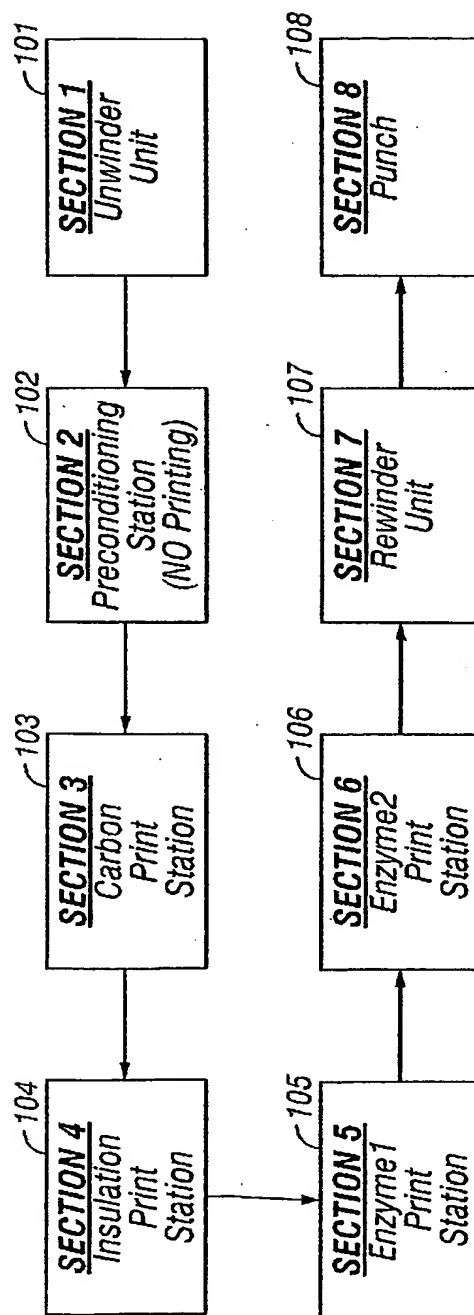 101
SECTION 1
Unwinder
Unit
102
SECTION 2
Preconditioning
Station
(NO Printing)
103
SECTION 3
Carbon
Print
Station
104
SECTION 4
Insulation
Print
Station
105
SECTION 5
Enzyme1
Print
Station
106
SECTION 6
Enzyme2
Print
Station
107
SECTION 7
Rewinder
Unit
108
SECTION 8
Punch